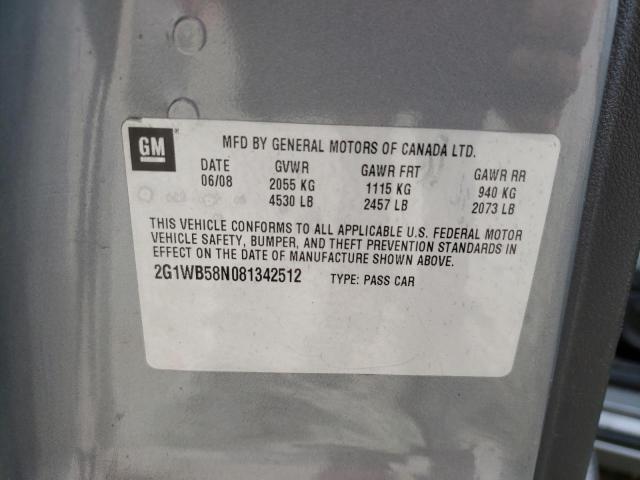 GM
MFD BY GENERAL MOTORS OF CANADA LTD.
DATE GVWR GAWR FRT GAWR RR
06/08 2055 KG 1115 KG 940 KG
4530 LB 2457 LB 2073 LB
THIS VEHICLE CONFORMS TO ALL APPLICABLE U.S. FEDERAL MOTOR
VEHICLE SAFETY, BUMPER, AND THEFT PREVENTION STANDARDS IN
EFFECT ON THE DATE OF MANUFACTURE SHOWN ABOVE.
2G1WB58N081342512 TYPE: PASS CAR